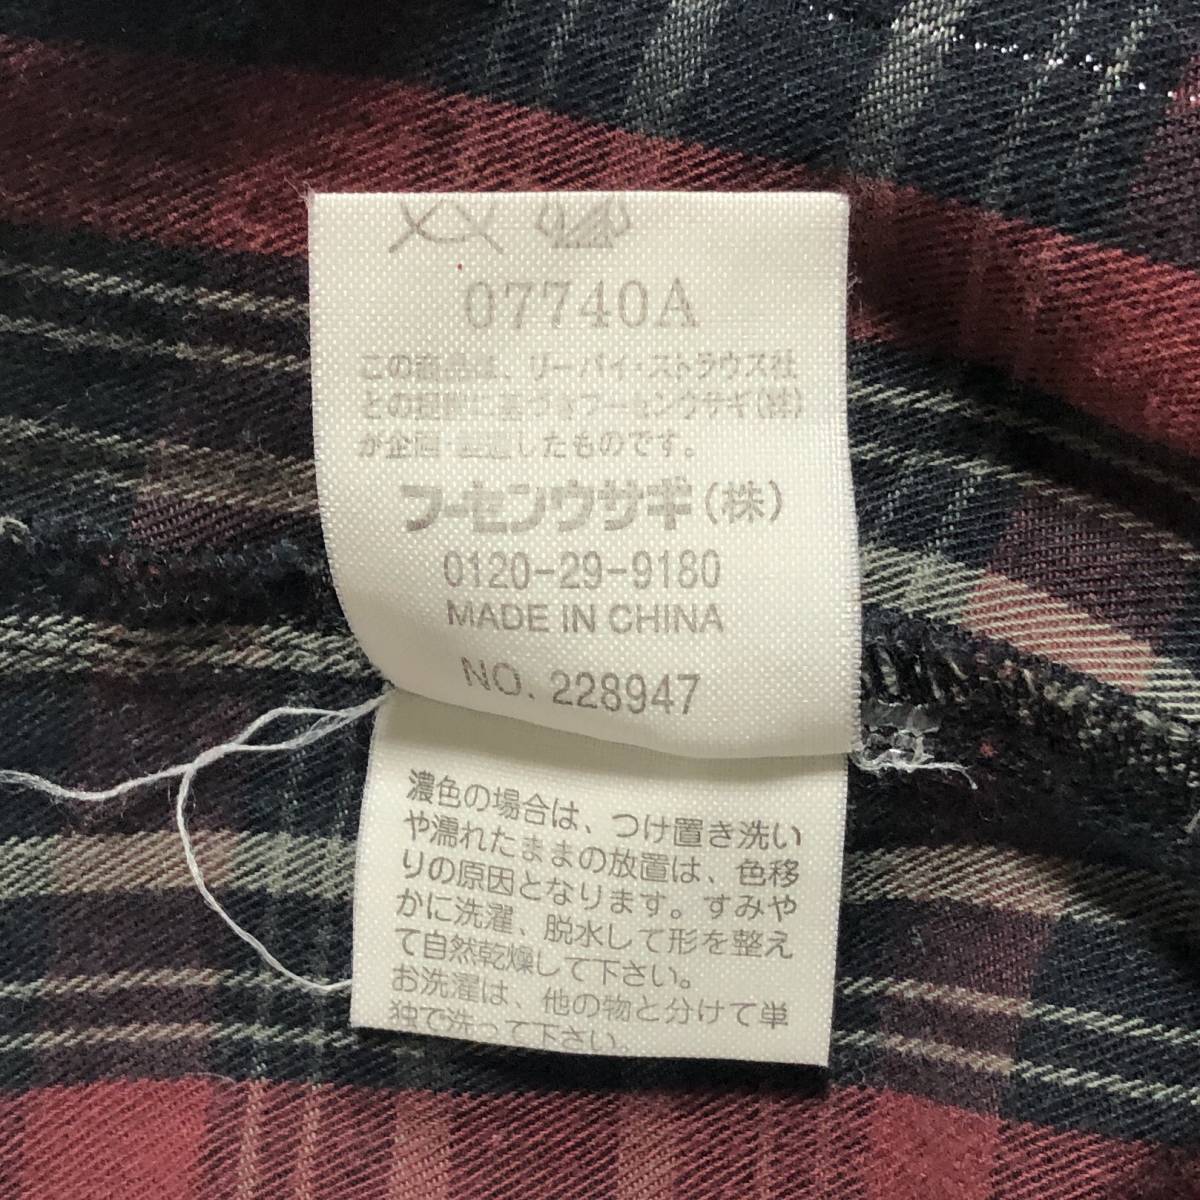 07740A
この商品は、リーバイ・ストラウス社
との契約に基づきフーセンウサギ(株)
が企画・製造したものです。
フーセンウサギ(株)
0120-29-9180
MADE IN CHINA
NO. 228947
濃色の場合は、つけ置き洗い
や濡れたままの放置は、色移
りの原因となります。すみや
かに洗濯、脱水して形を整え
て自然乾燥して下さい。
お洗濯は、他の物と分けて単
独で洗って下さい。